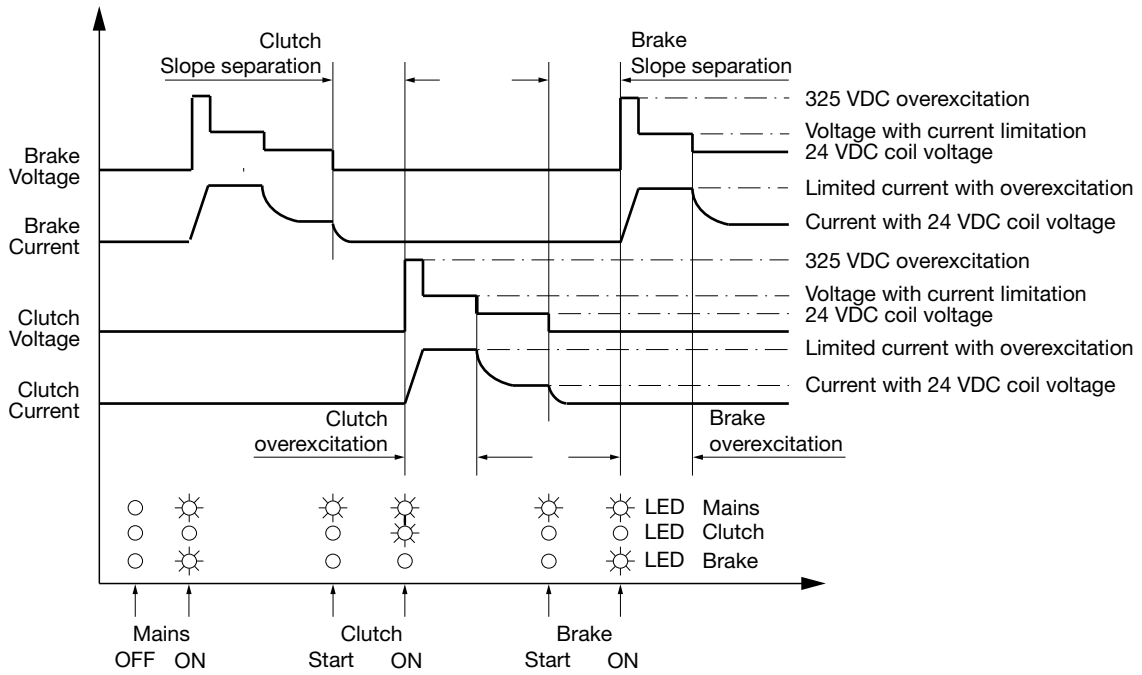 Clutch
Slope separation
Brake
Slope separation
325 VDC overexcitation
Voltage with current limitation
24 VDC coil voltage
Brake
Voltage
Limited current with overexcitation
Brake
Current
Current with 24 VDC coil voltage
325 VDC overexcitation
Voltage with current limitation
24 VDC coil voltage
Clutch
Voltage
Limited current with overexcitation
Clutch
Current
Current with 24 VDC coil voltage
Clutch
overexcitation
Brake
overexcitation
LED Mains
LED Clutch
LED Brake
Mains
OFF ON
Clutch
Start ON
Brake
Start ON